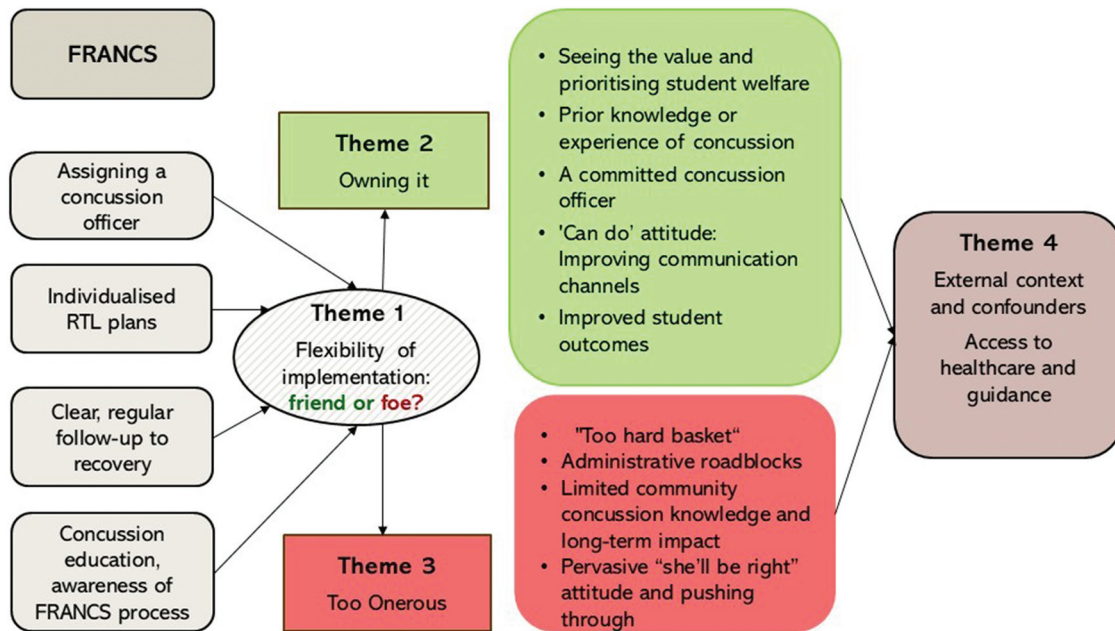 FRANCS
Assigning a
concussion
officer
Individualised
RTL plans
Clear, regular
follow-up to
recovery
Concussion
education,
awareness of
FRANCS process
Theme 2
Owning it
Theme 1
Flexibility of
implementation:
friend or foe?
Theme 3
Too Onerous
• Seeing the value and
prioritising student welfare
• Prior knowledge or
experience of concussion
• A committed concussion
officer
• 'Can do’ attitude:
Improving communication
channels
• Improved student
outcomes
• "Too hard basket“
• Administrative roadblocks
• Limited community
concussion knowledge and
long-term impact
• Pervasive “she’ll be right”
attitude and pushing
through
Theme 4
External context
and confounders
Access to
healthcare and
guidance